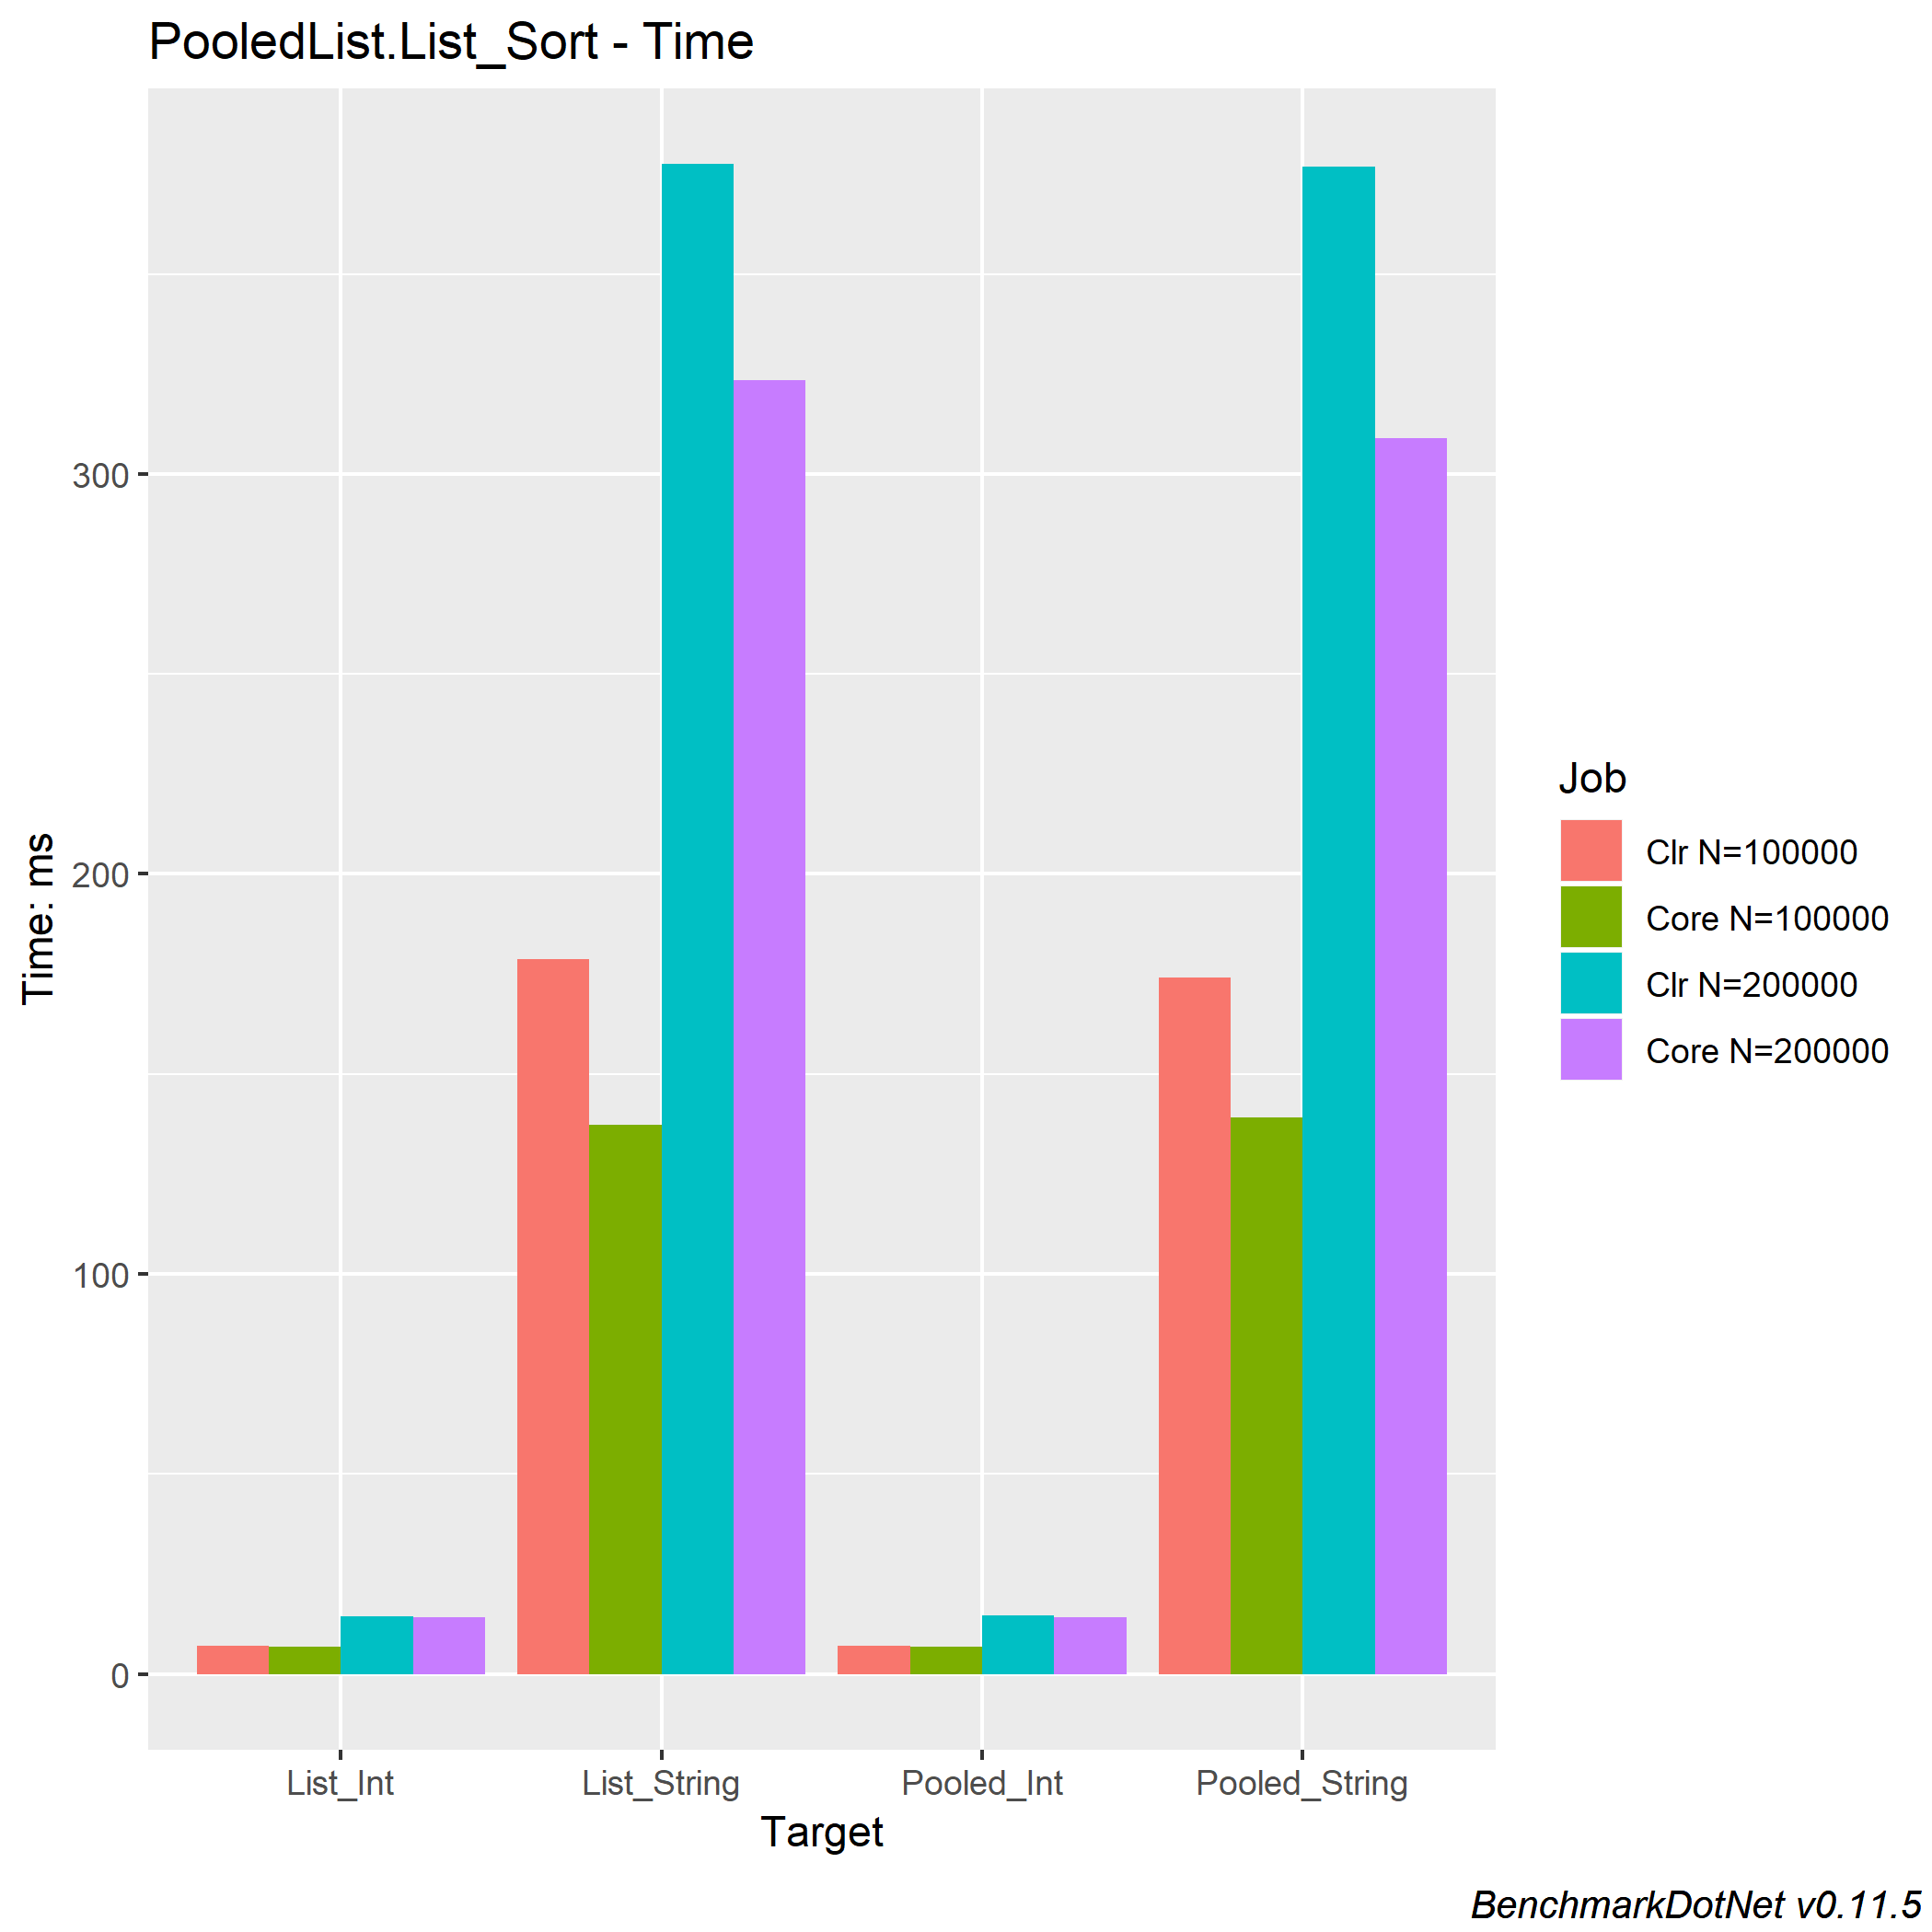 PooledList.List_Sort - Time
300
200
100
0
Time: ms
List_Int
List_String
Pooled_Int
Pooled_String
Target
Job
Clr N=100000
Core N=100000
Clr N=200000
Core N=200000
BenchmarkDotNet v0.11.5